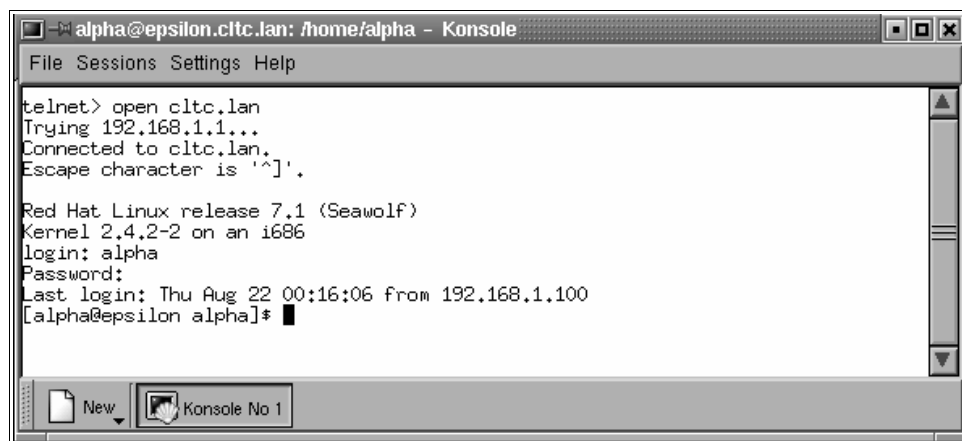 alpha@epsilon.cltc.lan: /home/alpha - Konsole
File Sessions Settings Help
telnet> open cltc.lan
Trying 192.168.1.1...
Connected to cltc.lan.
Escape character is '^]'.
Red Hat Linux release 7.1 (Seawolf)
Kernel 2.4.2-2 on an i686
login: alpha
Password:
Last login: Thu Aug 22 00:16:06 from 192.168.1.100
[alpha@epsilon alpha]$
New Konsole No 1